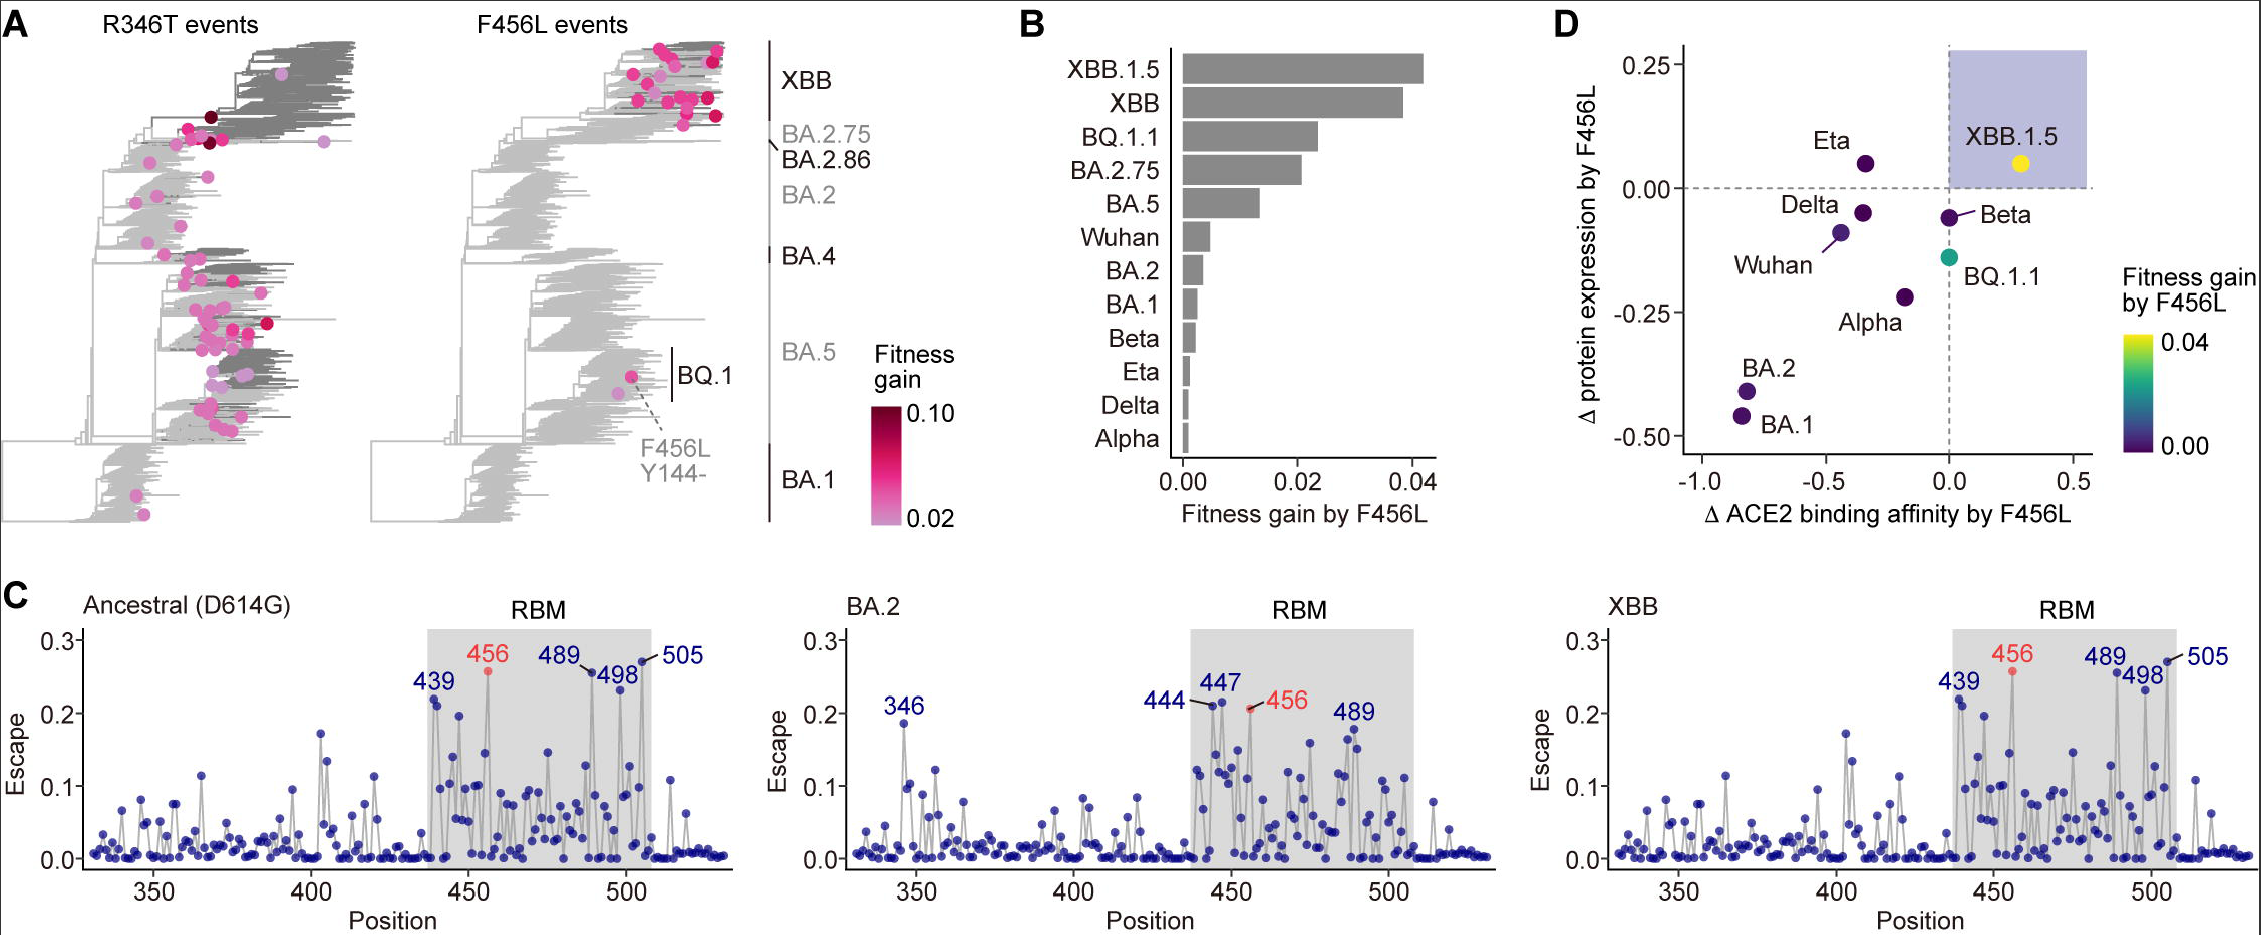 A
R346T events
F456L events
XBB
BA.2.75
BA.2.86
BA.2
BA.4
BA.5
BQ.1
F456L
Y144-
BA.1
Fitness
gain
0.10
0.02
B
XBB.1.5
XBB
BQ.1.1
BA.2.75
BA.5
Wuhan
BA.2
BA.1
Beta
Eta
Delta
Alpha
0.00 0.02 0.04
Fitness gain by F456L
D
0.25
0.00
-0.25
-0.50
Δ protein expression by F456L
Eta
XBB.1.5
Delta
Beta
Wuhan
BQ.1.1
Alpha
BA.2
BA.1
-1.0 -0.5 0.0 0.5
Δ ACE2 binding affinity by F456L
Fitness gain
by F456L
0.04
0.00
C
Ancestral (D614G)
RBM
0.3
0.2
0.1
0.0
Escape
439
456
489
498
505
350 400 450 500
Position
BA.2
RBM
0.3
0.2
0.1
0.0
Escape
346
444
447
456
489
350 400 450 500
Position
XBB
RBM
0.3
0.2
0.1
0.0
Escape
439
456
489
498
505
350 400 450 500
Position